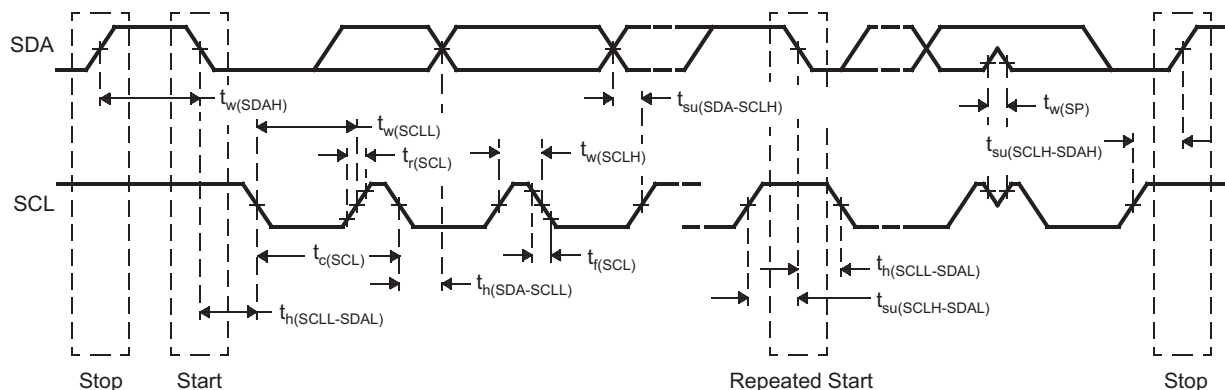 SDA
t_w(SDAH)
t_su(SDA-SCLH)
t_w(SP)
t_w(SCLL)
t_r(SCL)
t_w(SCLH)
t_su(SCLH-SDAH)
SCL
t_c(SCL)
t_f(SCL)
t_h(SCLL-SDAL)
t_h(SDA-SCLL)
t_su(SCLH-SDAL)
t_h(SCLL-SDAL)
Stop
Start
Repeated Start
Stop